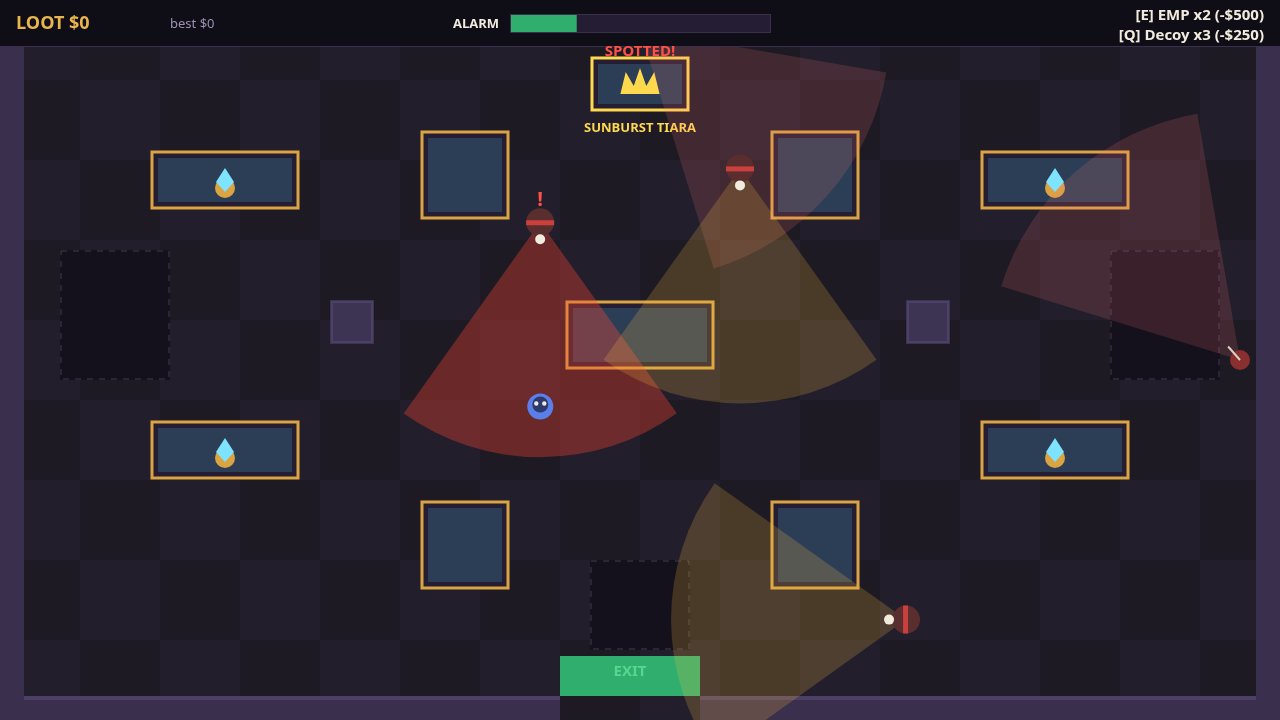 LOOT $0
best $0
ALARM
[E] EMP x2 (-$500)
[Q] Decoy x3 (-$250)
SPOTTED!
SUNBURST TIARA
!
EXIT